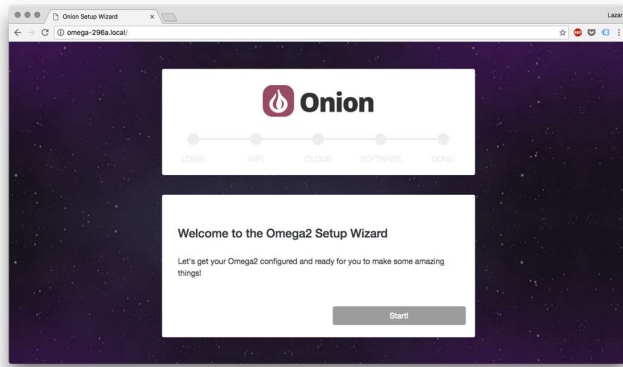 Onion Setup Wizard
Lazar
omega-296a.local/
Onion
LOGIN WIFI CLOUD SOFTWARE DONE!
Welcome to the Omega2 Setup Wizard
Let's get your Omega2 configured and ready for you to make some amazing
things!
Start!